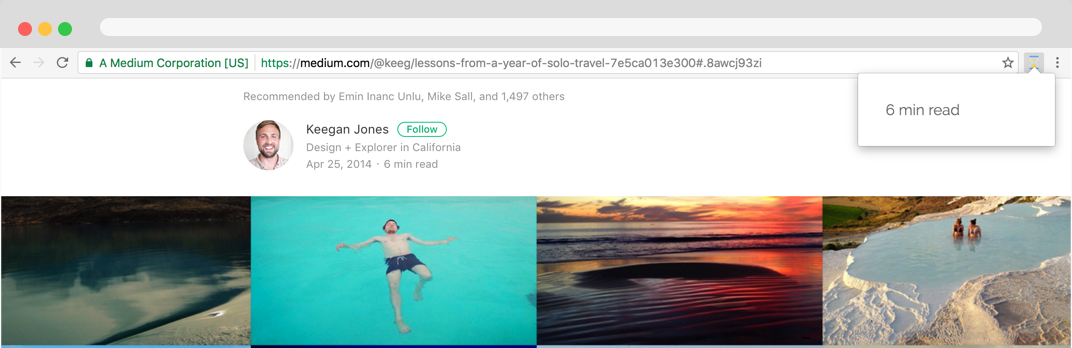 A Medium Corporation [US] https://medium.com/@keeg/lessons-from-a-year-of-solo-travel-7e5ca013e300#.8awcj93zi
6 min read
Recommended by Emin Inanc Unlu, Mike Sall, and 1,497 others
Keegan Jones Follow
Design + Explorer in California
Apr 25, 2014 · 6 min read